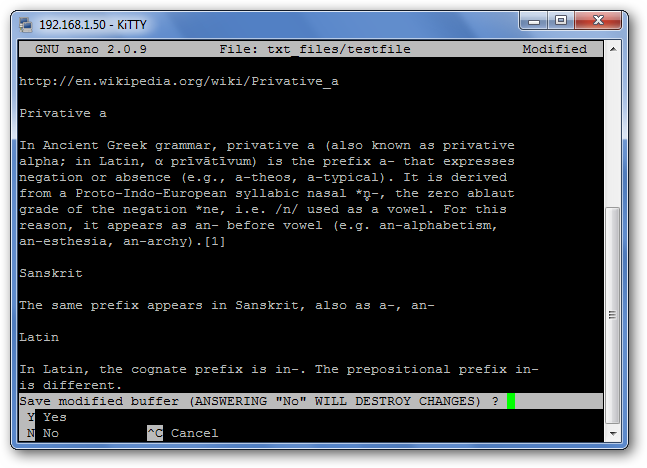 192.168.1.50 - KiTTY
GNU nano 2.0.9 File: txt_files/testfile Modified
http://en.wikipedia.org/wiki/Privative_a
Privative a
In Ancient Greek grammar, privative a (also known as privative
alpha; in Latin, α prīvātīvum) is the prefix a- that expresses
negation or absence (e.g., a-theos, a-typical). It is derived
from a Proto-Indo-European syllabic nasal *n̥-, the zero ablaut
grade of the negation *ne, i.e. /n/ used as a vowel. For this
reason, it appears as an- before vowel (e.g. an-alphabetism,
an-esthesia, an-archy).[1]
Sanskrit
The same prefix appears in Sanskrit, also as a-, an-
Latin
In Latin, the cognate prefix is in-. The prepositional prefix in-
is different.
Save modified buffer (ANSWERING "No" WILL DESTROY CHANGES) ?
Y Yes
N No ^C Cancel